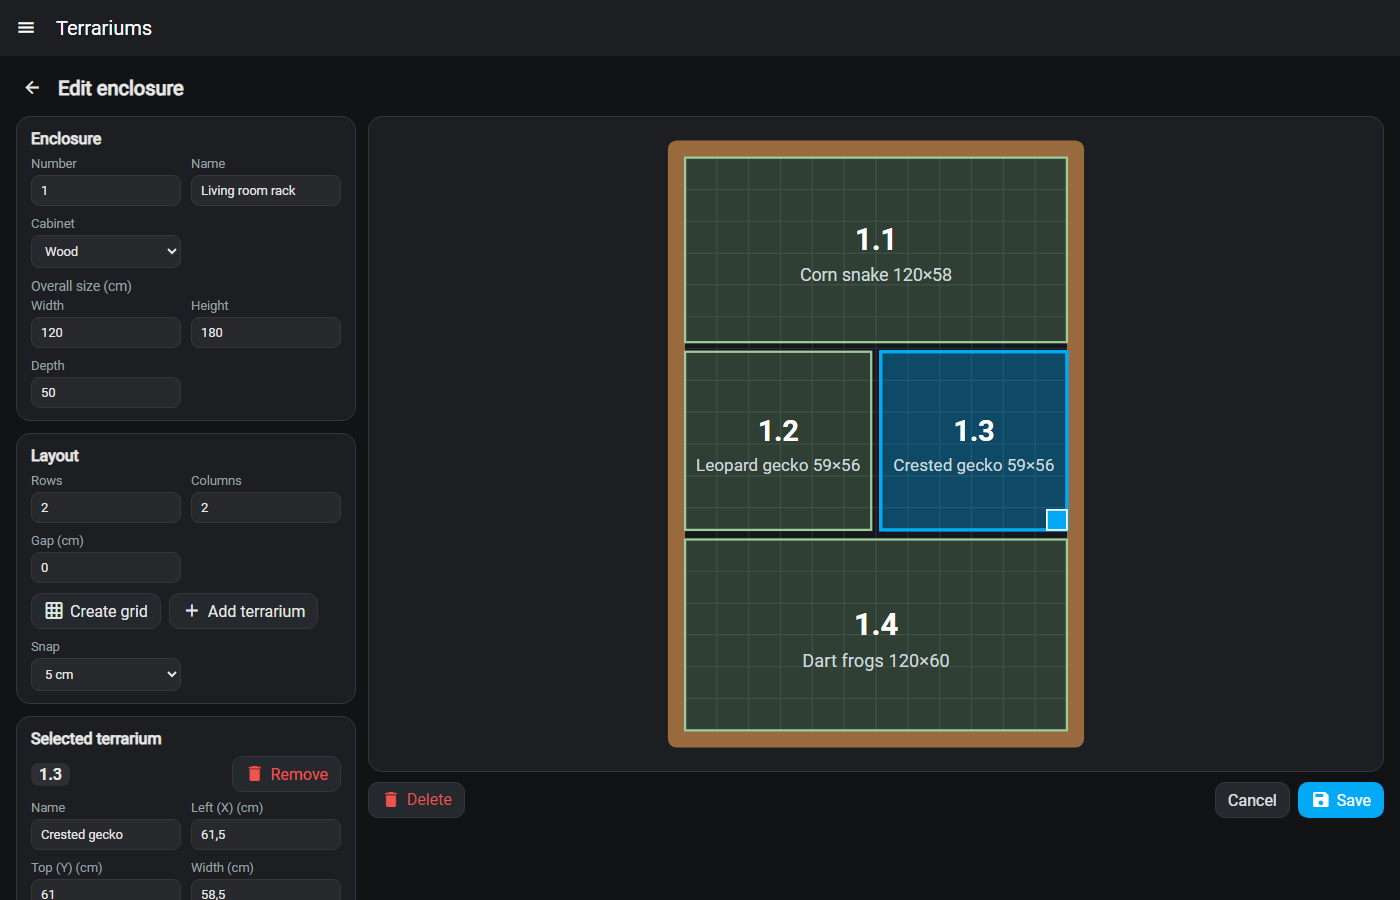 Terrariums
Edit enclosure
Enclosure
Number
Name
1
Living room rack
Cabinet
Wood
Overall size (cm)
Width
Height
120
180
Depth
50
Layout
Rows
Columns
2
2
Gap (cm)
0
Create grid
Add terrarium
Snap
5 cm
Selected terrarium
1.3
Remove
Name
Left (X) (cm)
Crested gecko
61,5
Top (Y) (cm)
Width (cm)
61
58,5
1.1
Corn snake 120×58
1.2
Leopard gecko 59×56
1.3
Crested gecko 59×56
1.4
Dart frogs 120×60
Delete
Cancel
Save